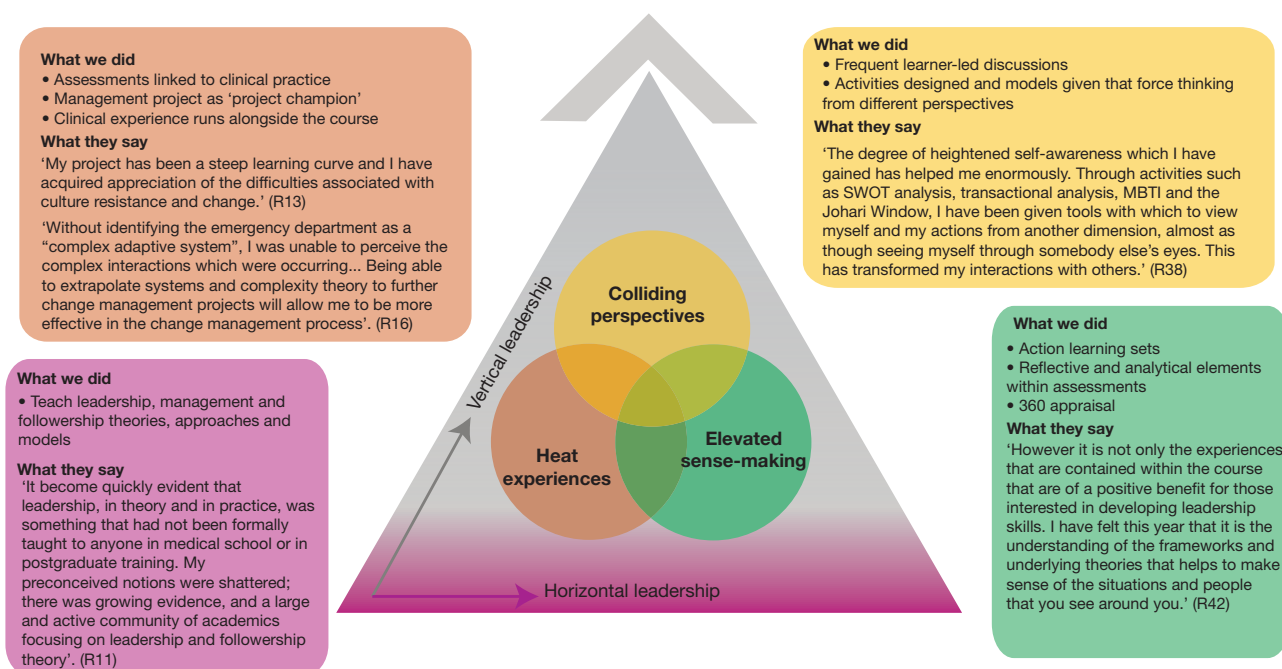 What we did
• Assessments linked to clinical practice
• Management project as ‘project champion’
• Clinical experience runs alongside the course
What they say
‘My project has been a steep learning curve and I have
acquired appreciation of the difficulties associated with
culture resistance and change.’ (R13)
‘Without identifying the emergency department as a
“complex adaptive system”, I was unable to perceive the
complex interactions which were occurring... Being able
to extrapolate systems and complexity theory to further
change management projects will allow me to be more
effective in the change management process’. (R16)
What we did
• Teach leadership, management and
followership theories, approaches and
models
What they say
‘It become quickly evident that
leadership, in theory and in practice, was
something that had not been formally
taught to anyone in medical school or in
postgraduate training. My
preconceived notions were shattered;
there was growing evidence, and a large
and active community of academics
focusing on leadership and followership
theory’. (R11)
Vertical leadership
Horizontal leadership
Colliding
perspectives
Heat
experiences
Elevated
sense-making
What we did
• Frequent learner-led discussions
• Activities designed and models given that force thinking
from different perspectives
What they say
‘The degree of heightened self-awareness which I have
gained has helped me enormously. Through activities such
as SWOT analysis, transactional analysis, MBTI and the
Johari Window, I have been given tools with which to view
myself and my actions from another dimension, almost as
though seeing myself through somebody else’s eyes. This
has transformed my interactions with others.’ (R38)
What we did
• Action learning sets
• Reflective and analytical elements
within assessments
• 360 appraisal
What they say
‘However it is not only the experiences
that are contained within the course
that are of a positive benefit for those
interested in developing leadership
skills. I have felt this year that it is the
understanding of the frameworks and
underlying theories that helps to make
sense of the situations and people
that you see around you.’ (R42)